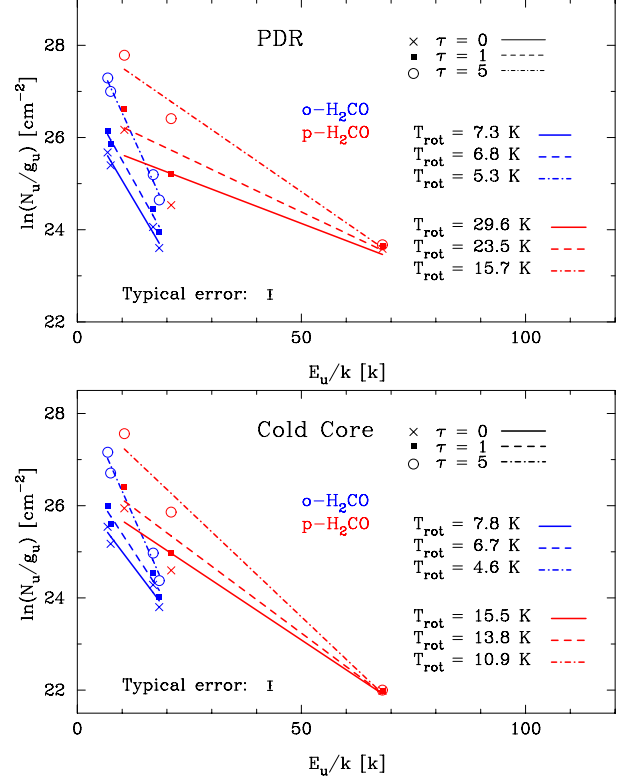 PDR
τ = 0
τ = 1
τ = 5
o-H₂CO
p-H₂CO
T_rot = 7.3 K
T_rot = 6.8 K
T_rot = 5.3 K
T_rot = 29.6 K
T_rot = 23.5 K
T_rot = 15.7 K
Typical error:
ln(N_u/g_u) [cm⁻²]
28
26
24
22
0
50
100
E_u/k [k]
Cold Core
τ = 0
τ = 1
τ = 5
o-H₂CO
p-H₂CO
T_rot = 7.8 K
T_rot = 6.7 K
T_rot = 4.6 K
T_rot = 15.5 K
T_rot = 13.8 K
T_rot = 10.9 K
Typical error:
ln(N_u/g_u) [cm⁻²]
28
26
24
22
0
50
100
E_u/k [k]